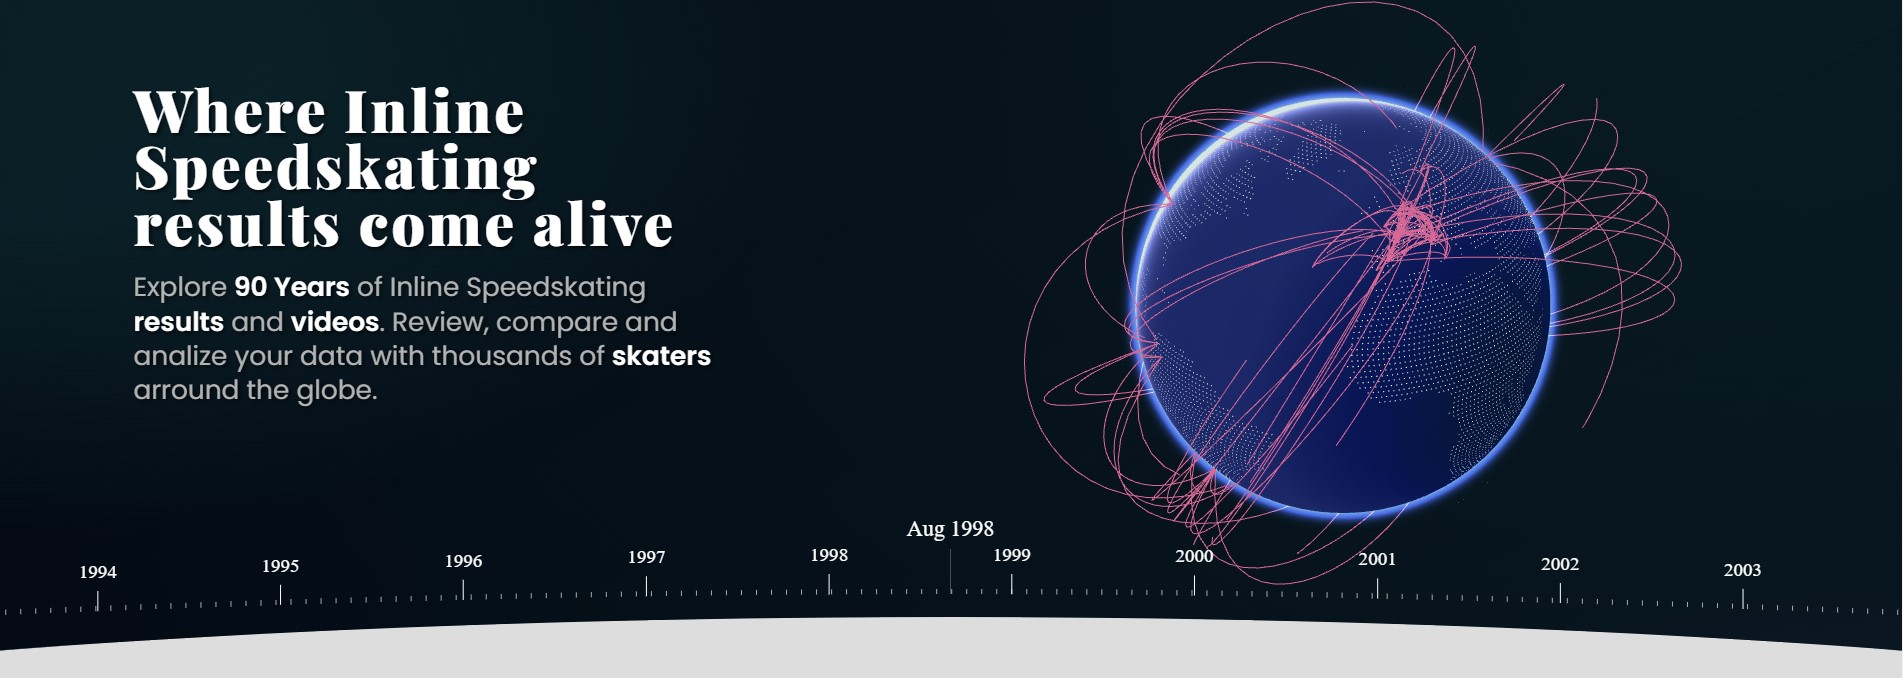 Where Inline
Speedskating
results come alive
Explore 90 Years of Inline Speedskating
results and videos. Review, compare and
analize your data with thousands of skaters
arround the globe.
Aug 1998
1994 1995 1996 1997 1998 1999 2000 2001 2002 2003